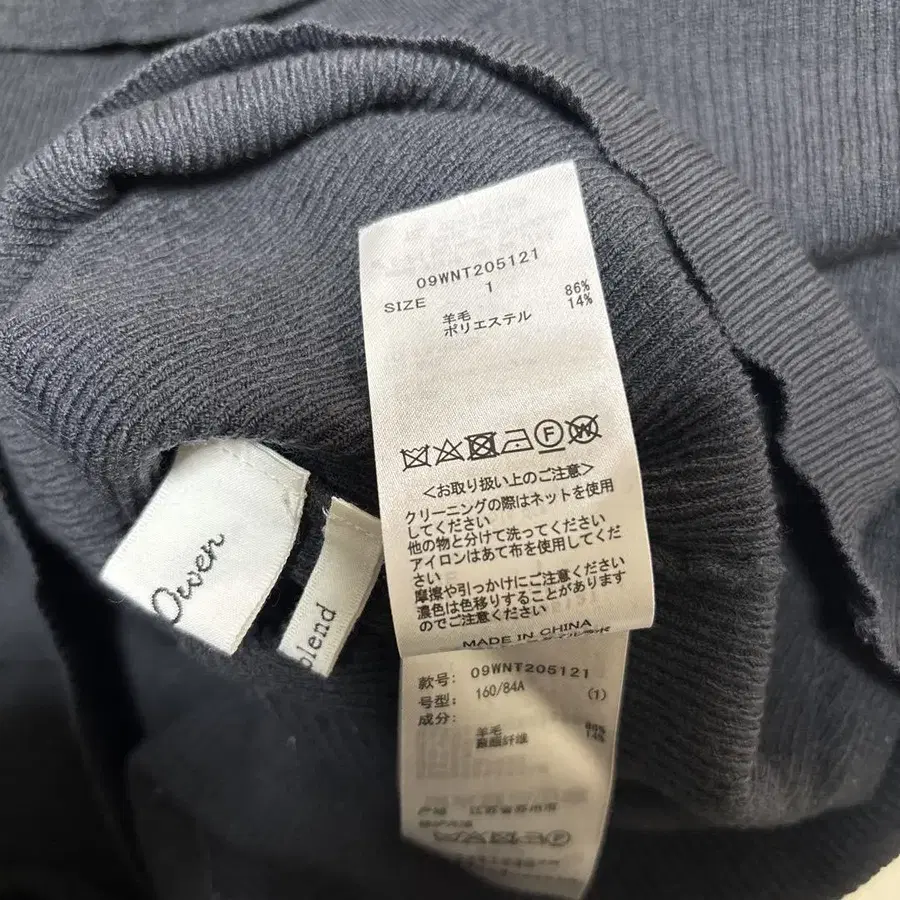 09WNT205121
SIZE 1
羊毛 86%
ポリエステル 14%
F W
<お取り扱い上のご注意>
クリーニングの際はネットを使用
してください
他の物と分けて洗ってください
アイロンはあて布を使用してくだ
さい
摩擦や引っかけにご注意ください
濃色は色移りすることがあります
のでご注意ください
MADE IN CHINA
Owen
blend
款号: 09WNT205121
号型: 160/84A (1)
成分:
羊毛 86%
聚酯纤维 14%